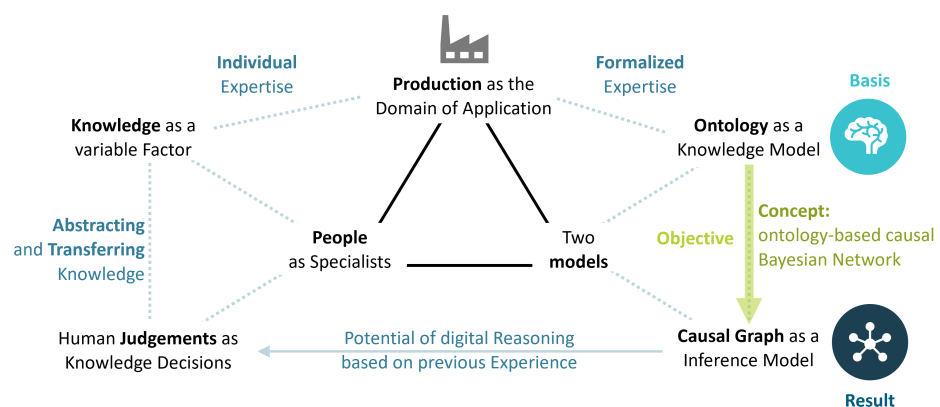 Individual
Expertise
Production as the
Domain of Application
Formalized
Expertise
Basis
Knowledge as a
variable Factor
Ontology as a
Knowledge Model
Abstracting
and Transferring
Knowledge
People
as Specialists
Two
models
Objective
Concept:
ontology-based causal
Bayesian Network
Human Judgements as
Knowledge Decisions
Potential of digital Reasoning
based on previous Experience
Causal Graph as a
Inference Model
Result